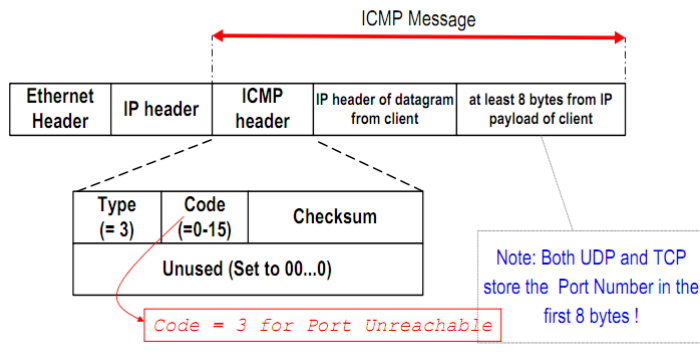 ICMP Message
Ethernet
Header
IP header
ICMP
header
IP header of datagram
from client
at least 8 bytes from IP
payload of client
Type
(= 3)
Code
(=0-15)
Checksum
Unused (Set to 00...0)
Note: Both UDP and TCP
store the Port Number in the
first 8 bytes !
Code = 3 for Port Unreachable